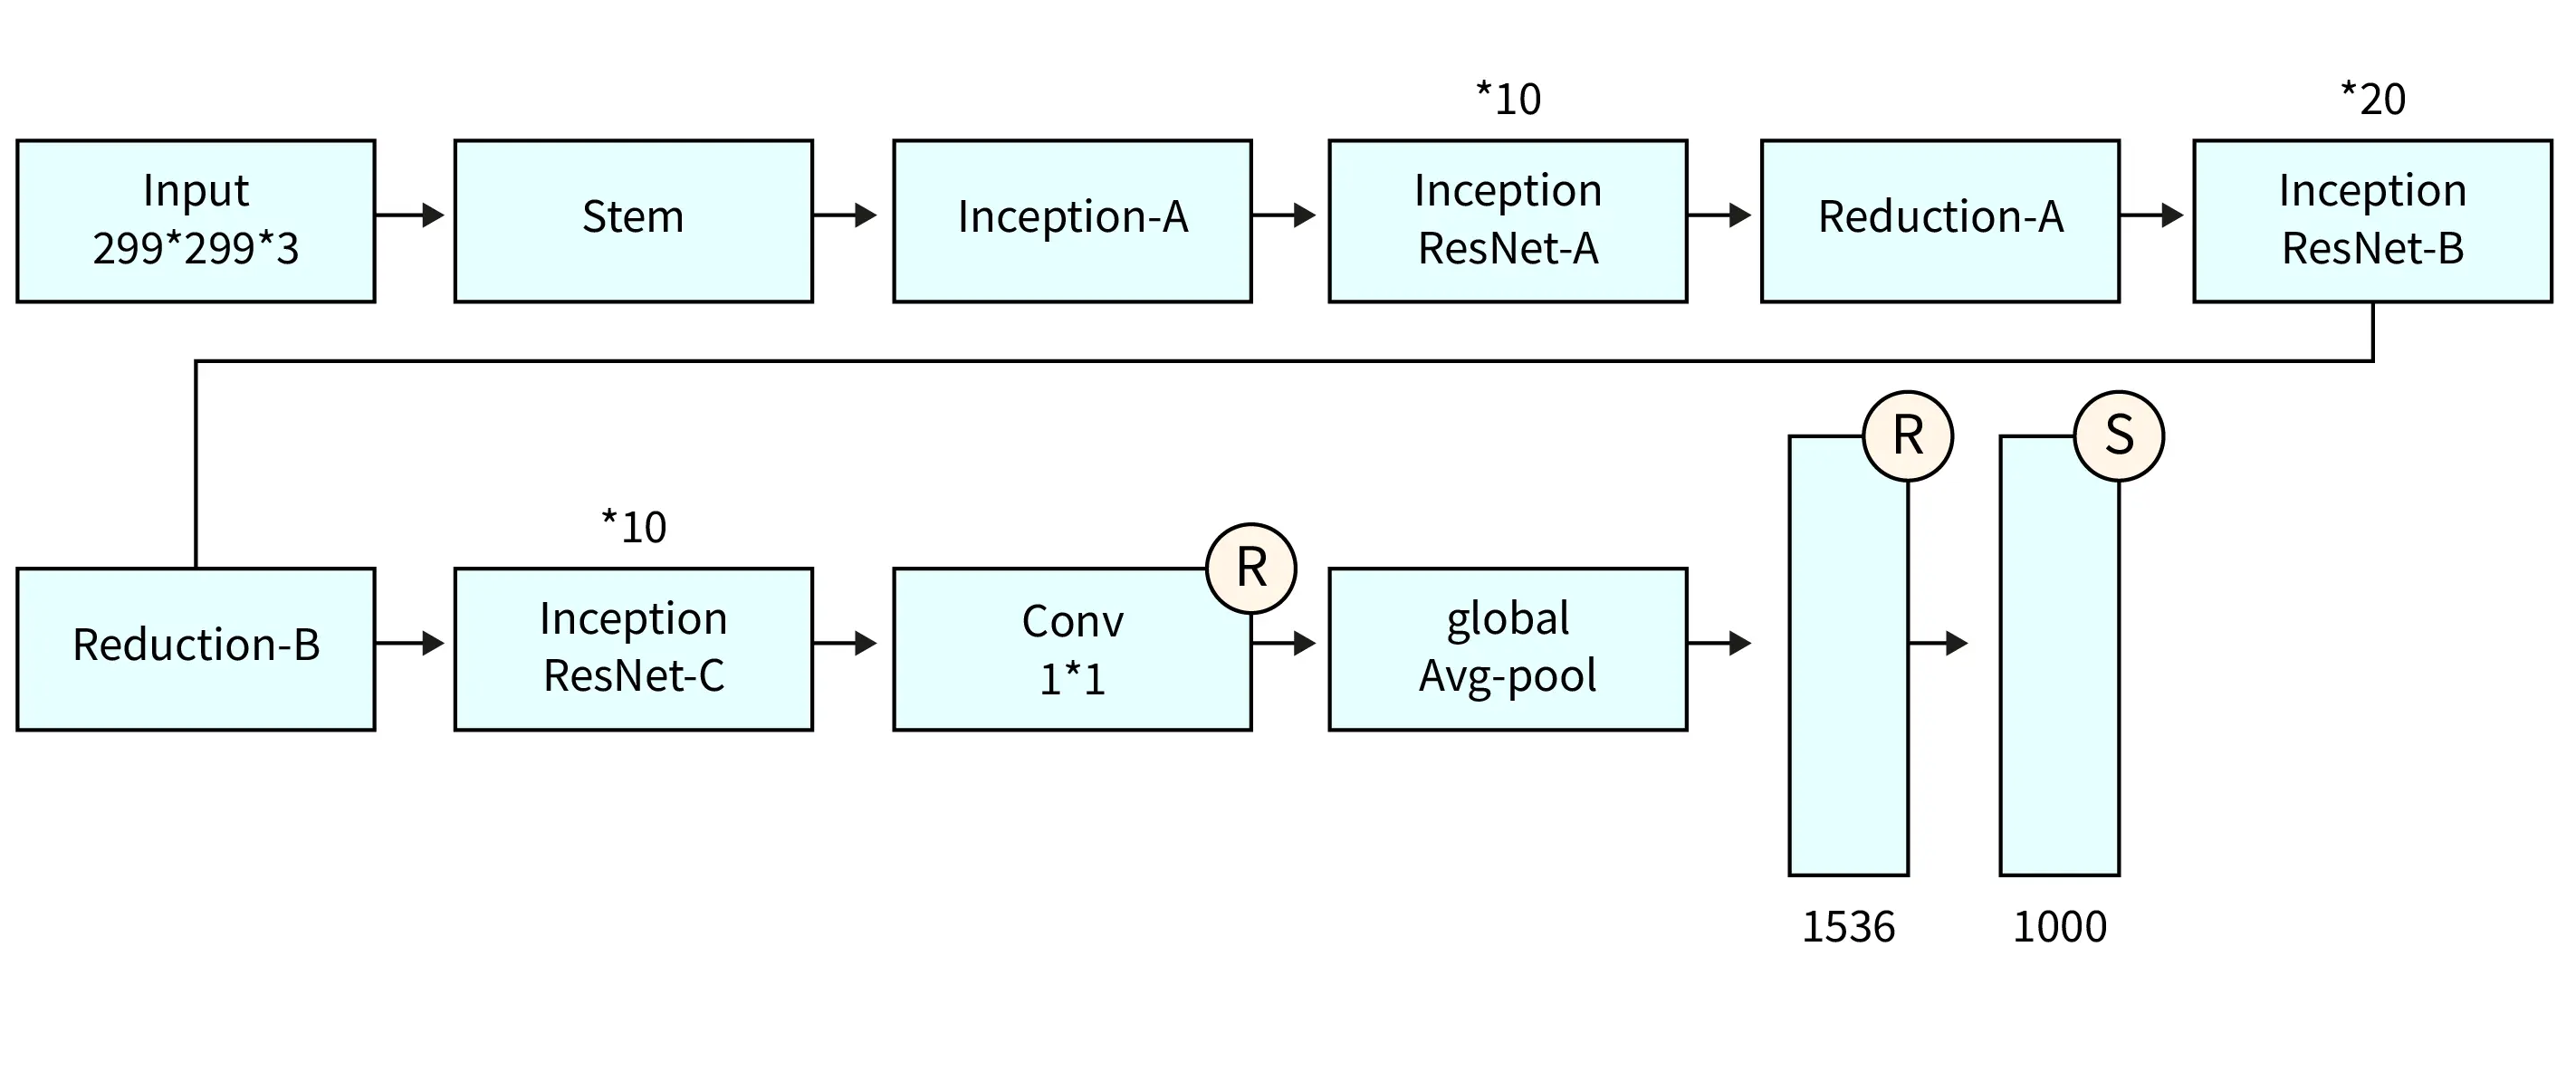 *10
*20
Input
299*299*3
Stem
Inception-A
Inception
ResNet-A
Reduction-A
Inception
ResNet-B
R
S
*10
R
Reduction-B
Inception
ResNet-C
Conv
1*1
global
Avg-pool
1536
1000